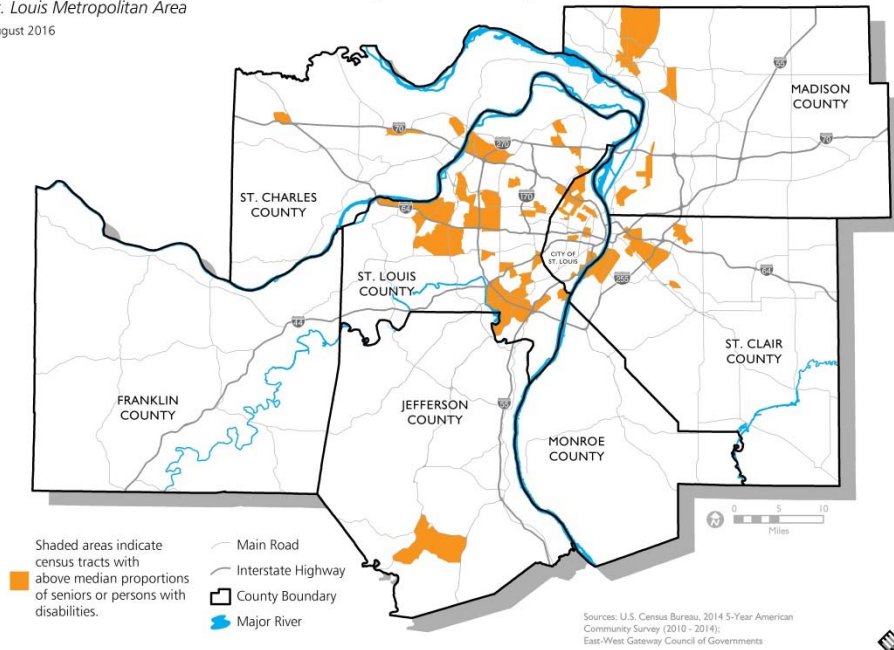 . Louis Metropolitan Area
gust 2016
MADISON
COUNTY
ST. CHARLES
COUNTY
CITY OF
ST. LOUIS
ST. LOUIS
COUNTY
ST. CLAIR
COUNTY
FRANKLIN
COUNTY
JEFFERSON
COUNTY
MONROE
COUNTY
55
70
70
270
170
64
255
64
44
55
N
0 5 10
Miles
Shaded areas indicate
census tracts with
above median proportions
of seniors or persons with
disabilities.
Main Road
Interstate Highway
County Boundary
Major River
Sources: U.S. Census Bureau, 2014 5-Year American
Community Survey (2010 - 2014);
East-West Gateway Council of Governments